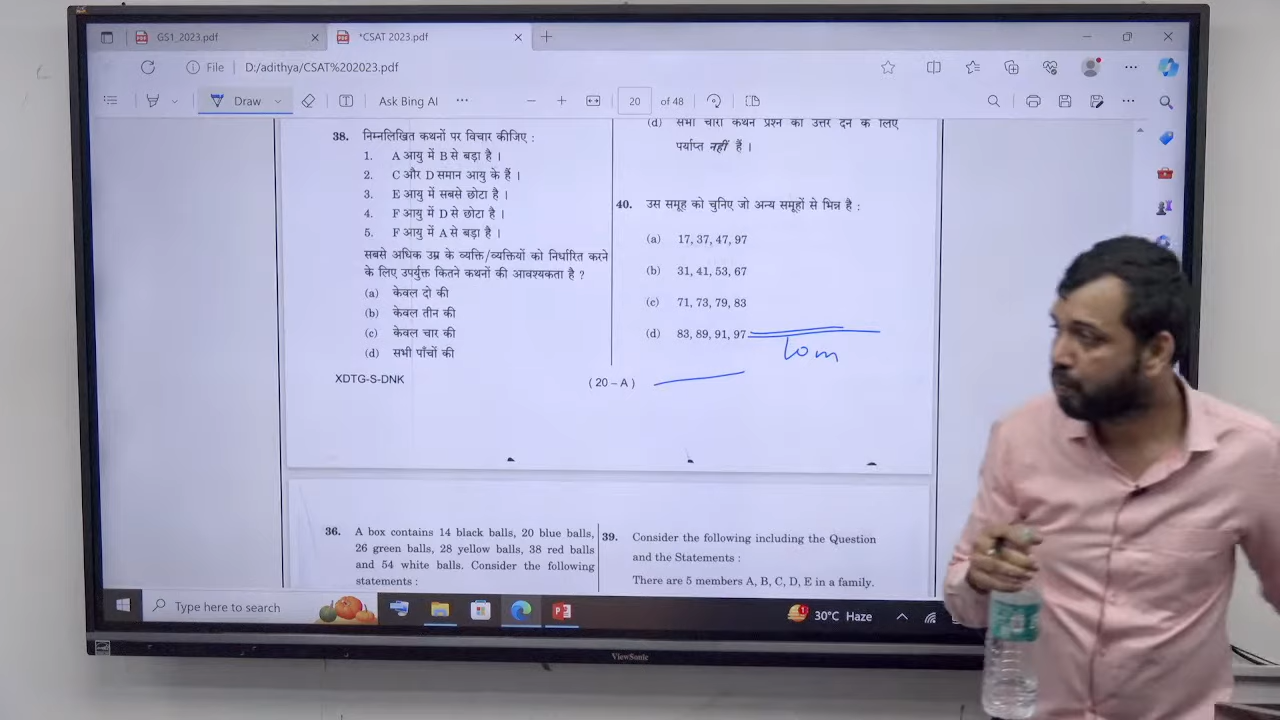 GS1_2023.pdf
*CSAT 2023.pdf
File
D:/adithya/CSAT%202023.pdf
Draw
Ask Bing AI
20
of 48
38. निम्नलिखित कथनों पर विचार कीजिए :
1. A आयु में B से बड़ा है ।
2. C और D समान आयु के हैं ।
3. E आयु में सबसे छोटा है ।
4. F आयु में D से छोटा है ।
5. F आयु में A से बड़ा है ।
सबसे अधिक उम्र के व्यक्ति/व्यक्तियों को निर्धारित करने
के लिए उपर्युक्त कितने कथनों की आवश्यकता है ?
(a) केवल दो की
(b) केवल तीन की
(c) केवल चार की
(d) सभी पाँचों की
XDTG-S-DNK
(d) सभी चारों कथन प्रश्न का उत्तर देने के लिए
पर्याप्त नहीं हैं ।
40. उस समूह को चुनिए जो अन्य समूहों से भिन्न है :
(a) 17, 37, 47, 97
(b) 31, 41, 53, 67
(c) 71, 73, 79, 83
(d) 83, 89, 91, 97
( 20 – A )
36. A box contains 14 black balls, 20 blue balls,
26 green balls, 28 yellow balls, 38 red balls
and 54 white balls. Consider the following
statements :
39. Consider the following including the Question
and the Statements :
There are 5 members A, B, C, D, E in a family.
Type here to search
30°C Haze
ViewSonic